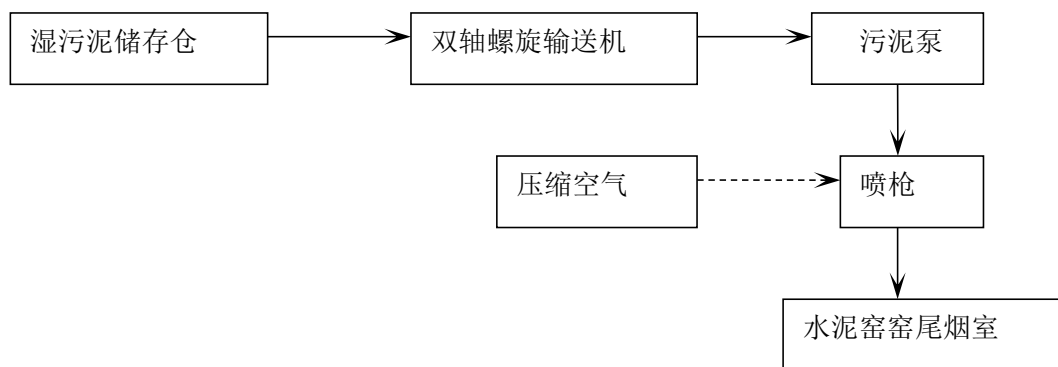 湿污泥储存仓
双轴螺旋输送机
污泥泵
压缩空气
喷枪
水泥窑窑尾烟室